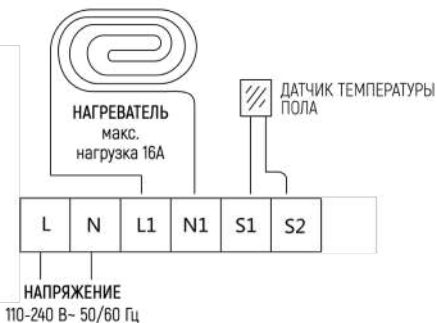 НАГРЕВАТЕЛЬ
макс.
нагрузка 16А
ДАТЧИК ТЕМПЕРАТУРЫ
ПОЛА
L N L1 N1 S1 S2
НАПРЯЖЕНИЕ
110-240 В~ 50/60 Гц